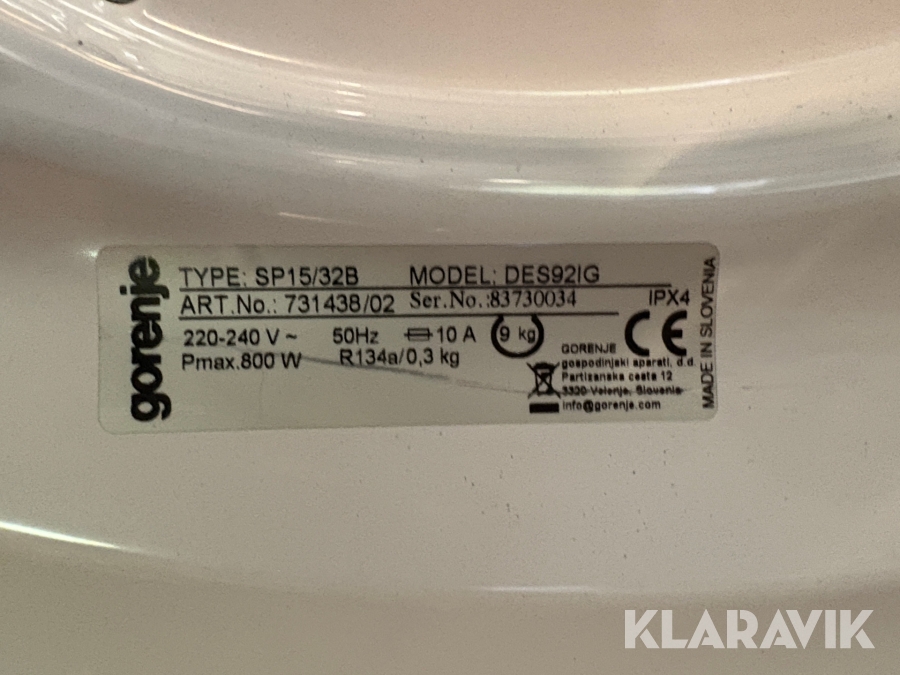 gorenje
TYPE: SP15/32B MODEL: DES92IG
ART.No.: 731438/02 Ser.No.:83730034 IPX4
220-240 V ~ 50Hz 10 A 9 kg CE
Pmax.800 W R134a/0,3 kg
GORENJE
gospodinjski aparati, d.d.
Partizanska cesta 12
3320 Velenje, Slovenia
info@gorenje.com
MADE IN SLOVENIA
KLARAVIK